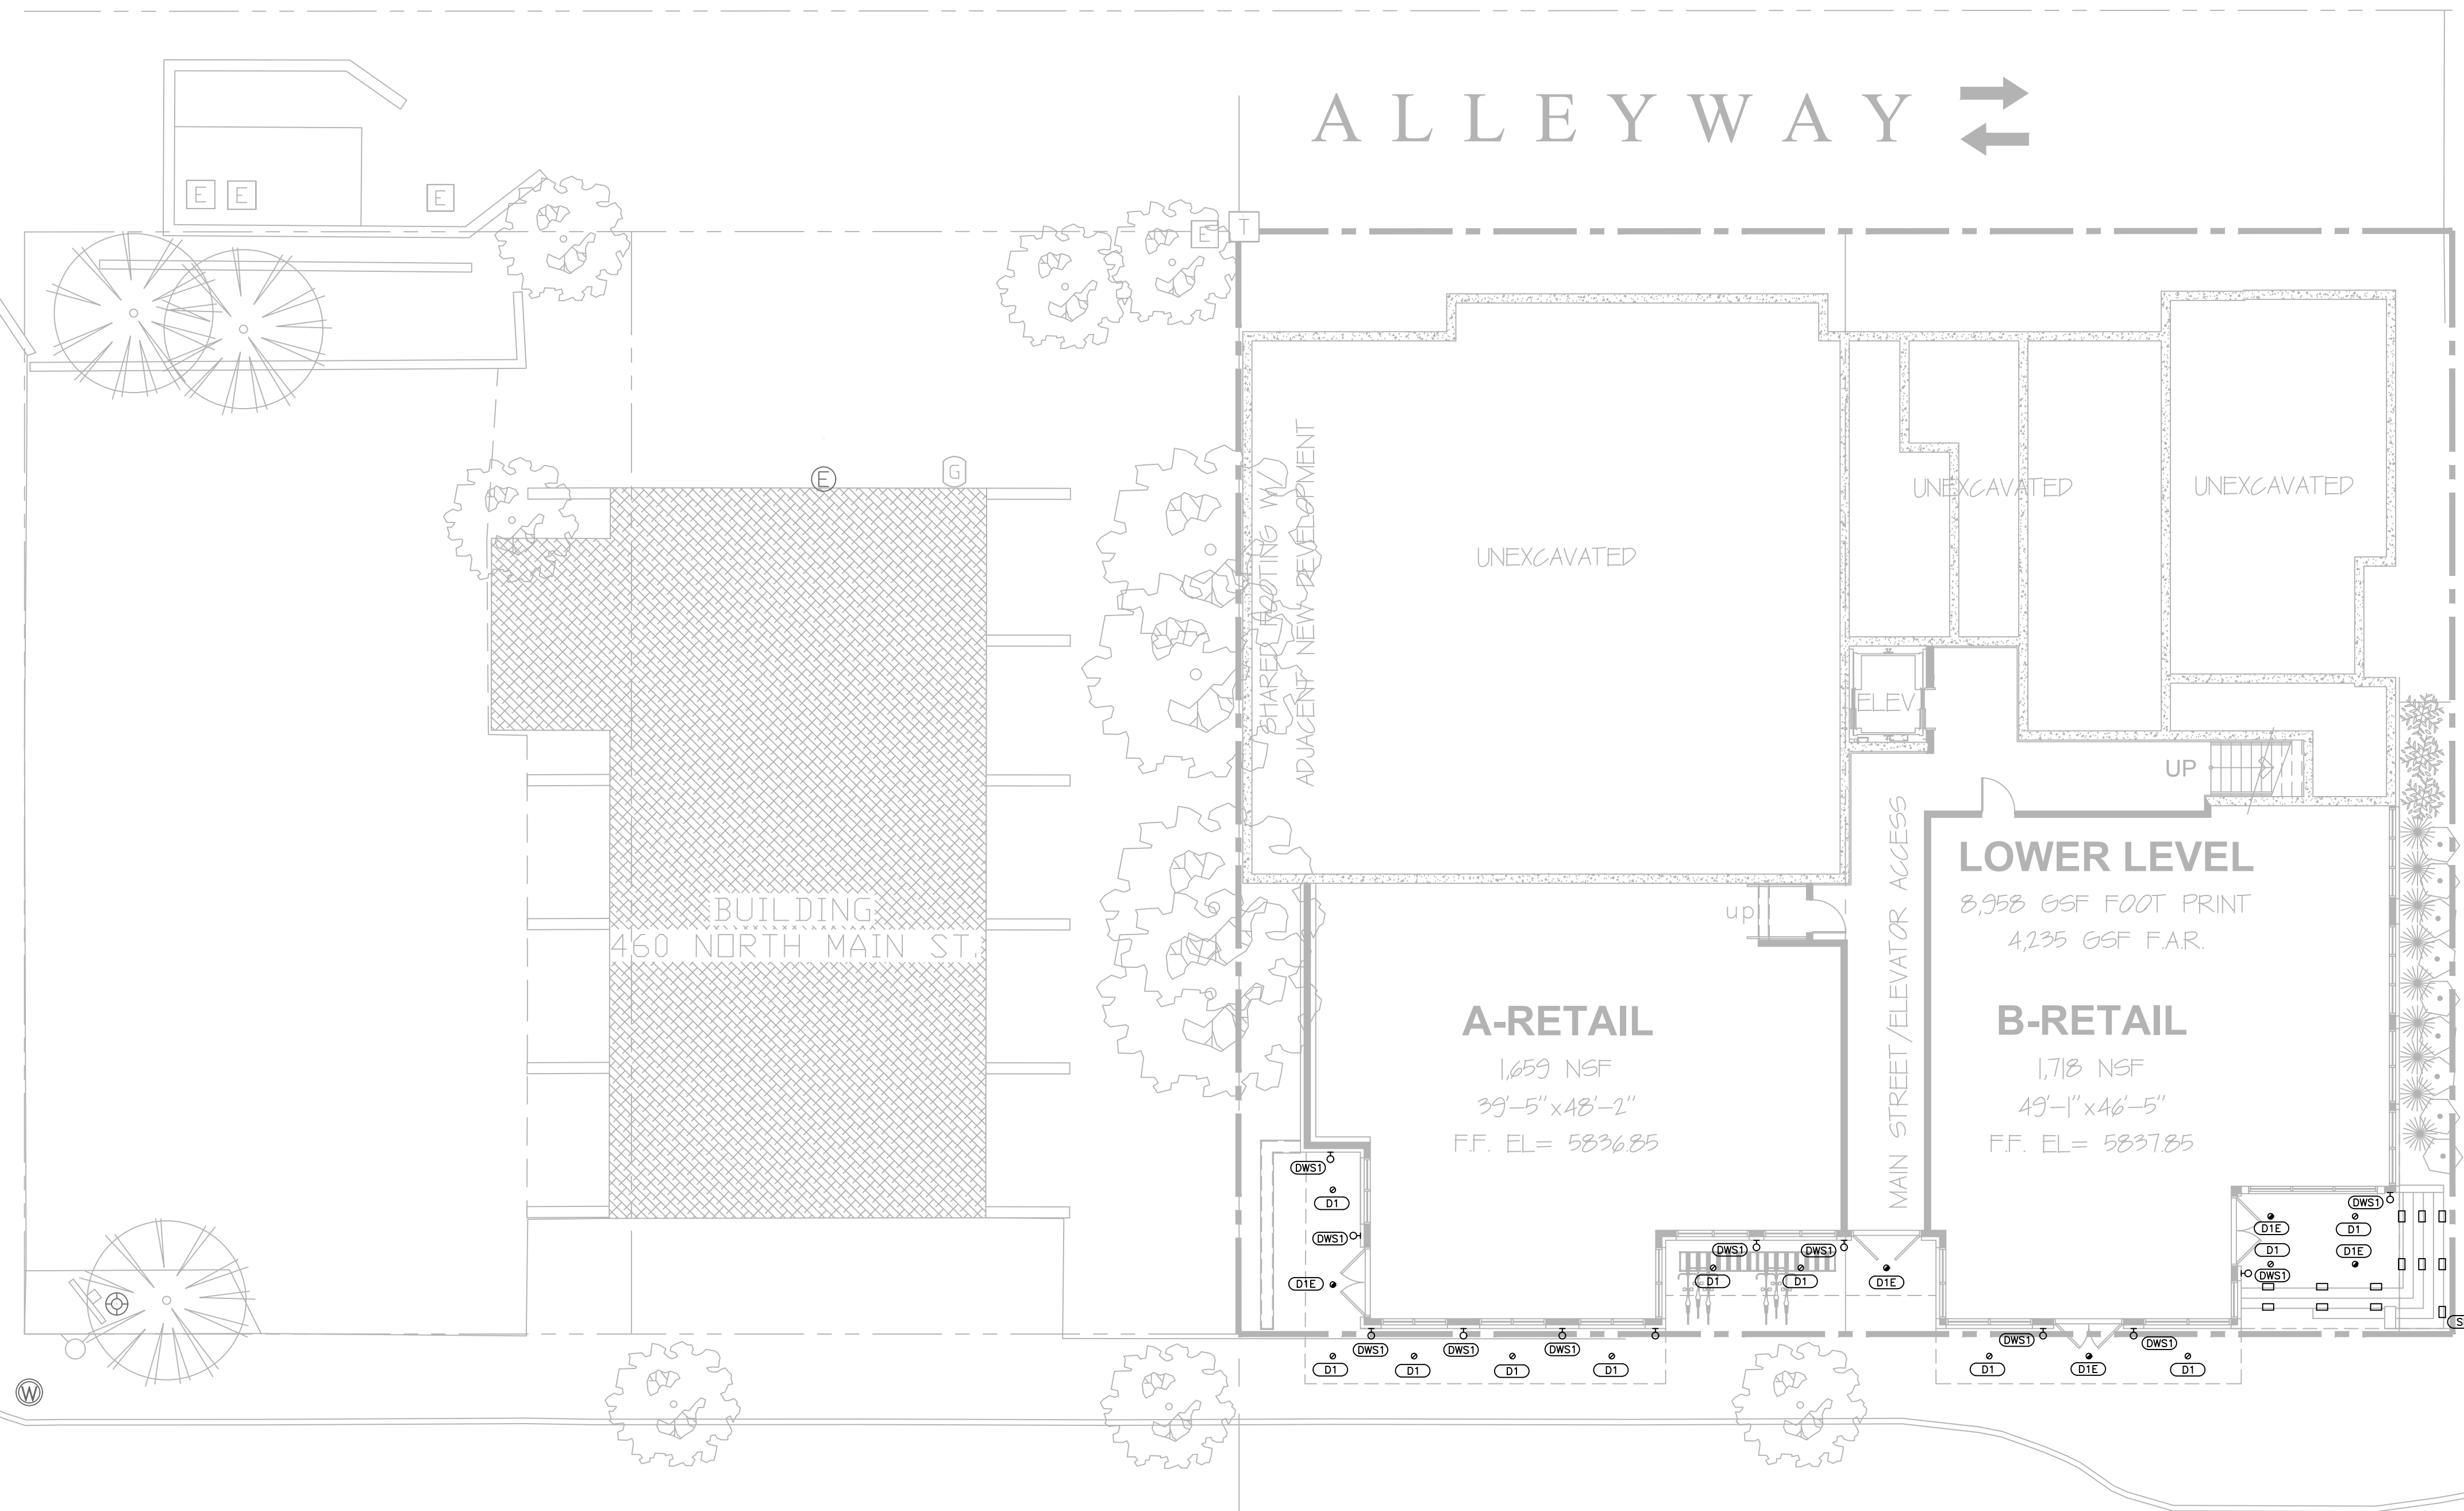 ALLEYWAY
E
E
E
E
T
E
G
UNEXCAVATED
UNEXCAVATED
UNEXCAVATED
SHARED FOOTING W/
ADJACENT NEW DEVELOPMENT
ELEV.
UP
BUILDING
460 NORTH MAIN ST.
up
MAIN STREET/ELEVATOR ACCESS
LOWER LEVEL
8,958 GSF FOOT PRINT
4,235 GSF F.A.R.
A-RETAIL
1,659 NSF
39'-5"x48'-2"
F.F. EL= 5836.85
B-RETAIL
1,718 NSF
49'-1"x46'-5"
F.F. EL= 5837.85
DWS1
D1
DWS1
D1E
DWS1
DWS1
D1
D1
D1E
DWS1
D1E
D1
D1
D1E
DWS1
DWS1
DWS1
DWS1
DWS1
DWS1
D1
D1
D1
D1
D1
D1E
D1
W